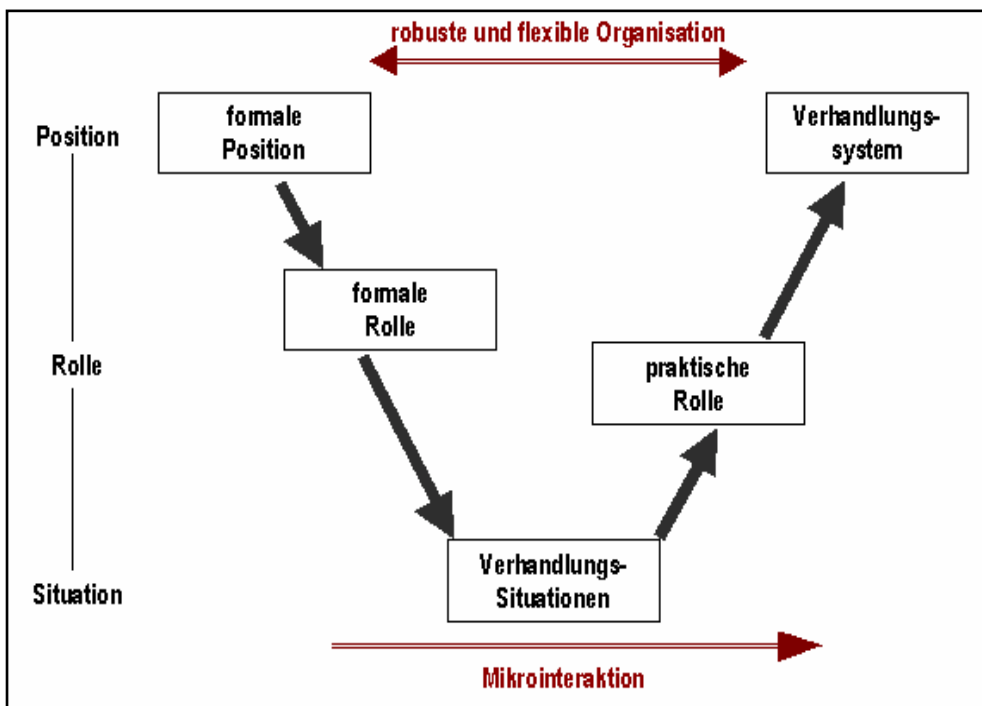 robuste und flexible Organisation
Position
formale
Position
Verhandlungs-
system
formale
Rolle
Rolle
praktische
Rolle
Situation
Verhandlungs-
Situationen
Mikrointeraktion